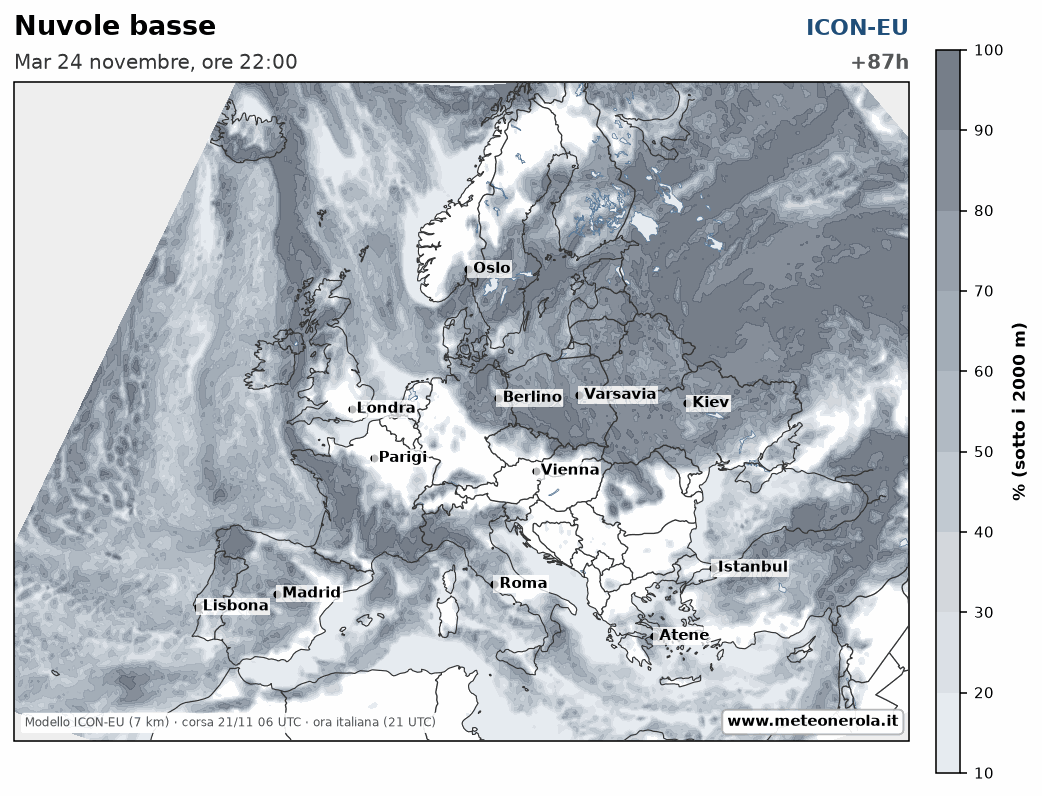 Nuvole basse
ICON-EU
Mar 24 novembre, ore 22:00
+87h
100
90
80
70
60
50
40
30
20
10
% (sotto i 2000 m)
Oslo
Berlino
Varsavia
Kiev
Londra
Parigi
Vienna
Istanbul
Roma
Madrid
Lisbona
Atene
Modello ICON-EU (7 km) · corsa 21/11 06 UTC · ora italiana (21 UTC)
www.meteonerola.it